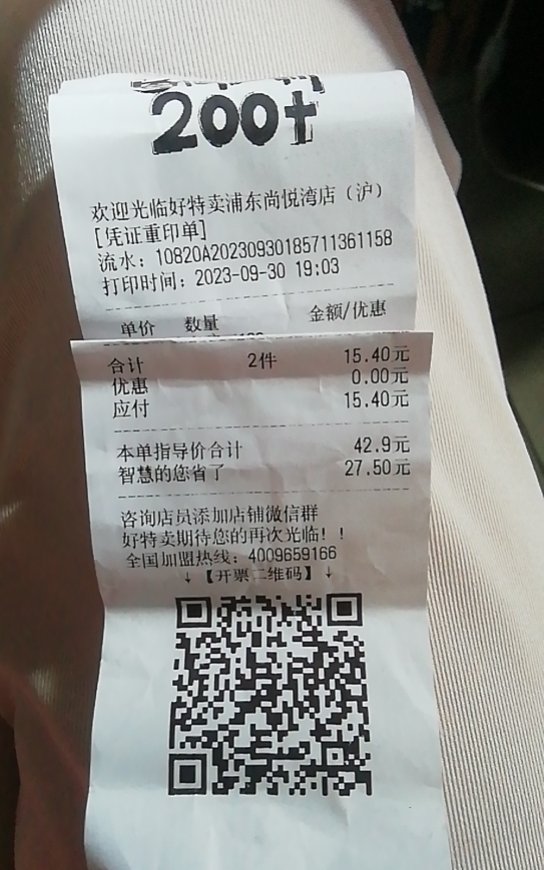 200+
欢迎光临好特卖浦东尚悦湾店（沪）
[凭证重印单]
流水：10820A20230930185711361158
打印时间：2023-09-30 19:03
单价 数量 金额/优惠
合计 2件 15.40元
优惠 0.00元
应付 15.40元
本单指导价合计 42.9元
智慧的您省了 27.50元
咨询店员添加店铺微信群
好特卖期待您的再次光临！！
全国加盟热线：4009659166
↓【开票二维码】↓